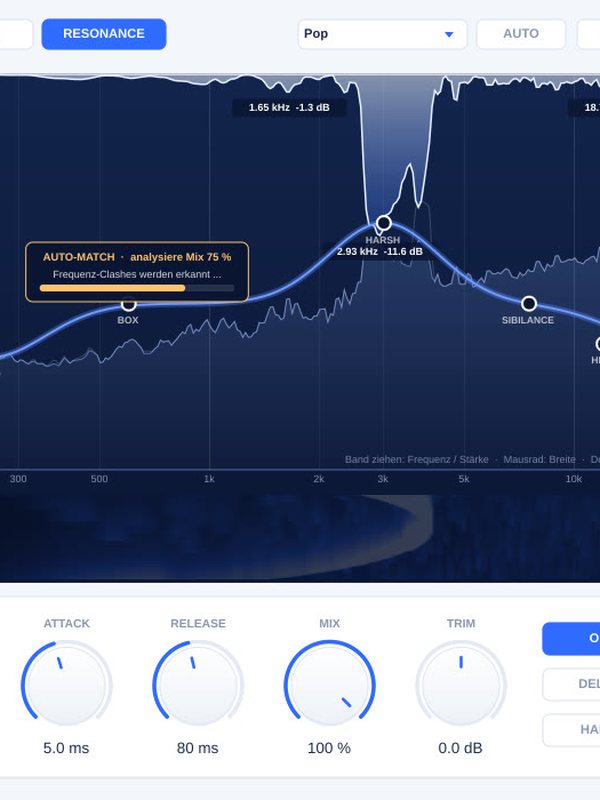 RESONANCE
Pop
AUTO
1.65 kHz -1.3 dB
18.
HARSH
2.93 kHz -11.6 dB
AUTO-MATCH · analysiere Mix 75 %
Frequenz-Clashes werden erkannt ...
BOX
SIBILANCE
Band ziehen: Frequenz / Stärke · Mausrad: Breite ·
300 500 1k 2k 3k 5k 10k
ATTACK RELEASE MIX TRIM
5.0 ms 80 ms 100 % 0.0 dB